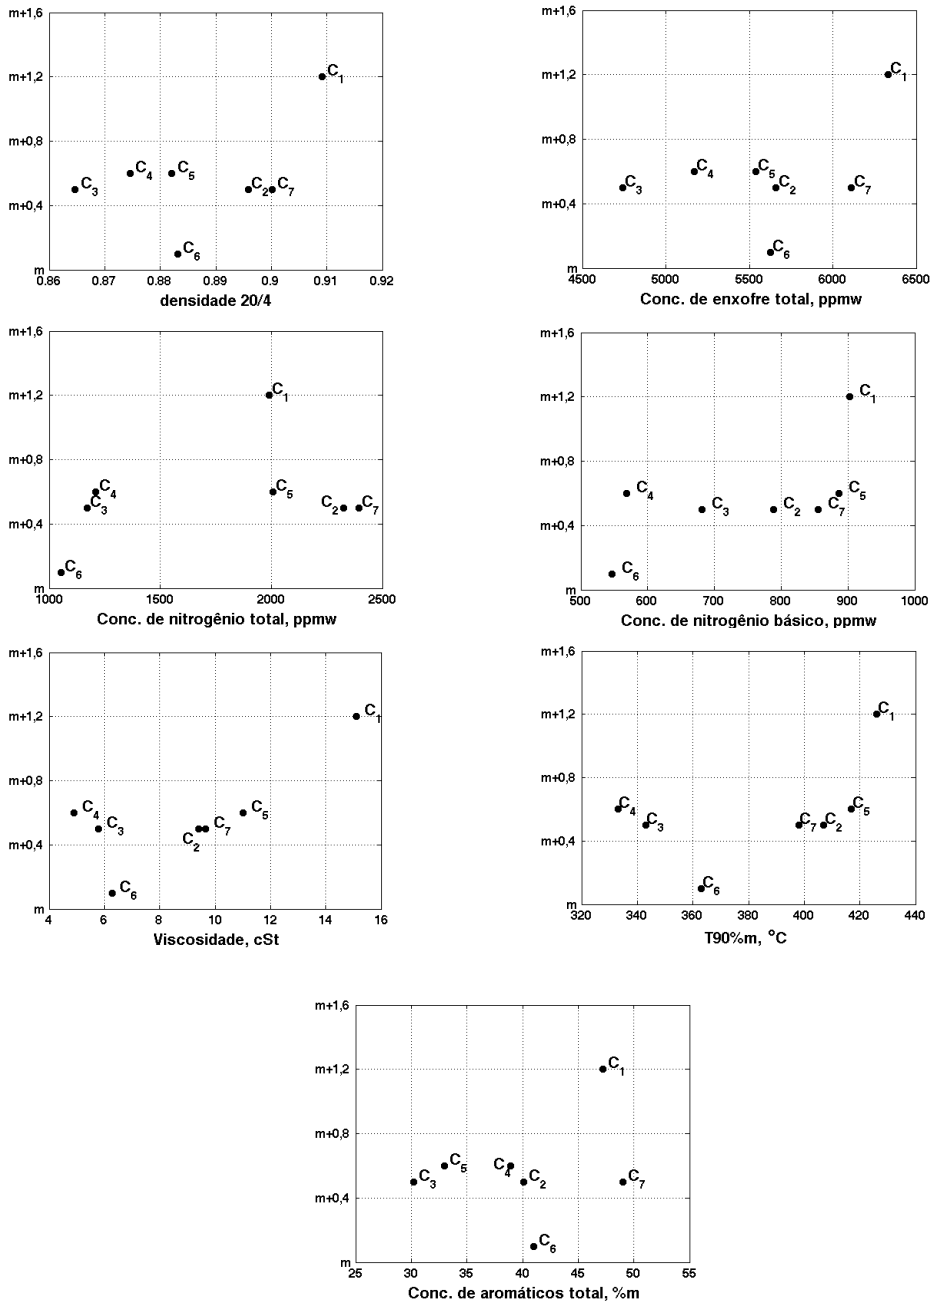 m+1,6
m+1,2
m+0,8
m+0,4
m
C1
C4 C5
C3 C2 C7
C6
0.86 0.87 0.88 0.89 0.9 0.91 0.92
densidade 20/4
m+1,6
m+1,2
m+0,8
m+0,4
m
C1
C4 C5
C3 C2 C7
C6
4500 5000 5500 6000 6500
Conc. de enxofre total, ppmw
m+1,6
m+1,2
m+0,8
m+0,4
m
C1
C4 C5
C3 C2 C7
C6
1000 1500 2000 2500
Conc. de nitrogênio total, ppmw
m+1,6
m+1,2
m+0,8
m+0,4
m
C1
C4 C5
C3 C2 C7
C6
500 600 700 800 900 1000
Conc. de nitrogênio básico, ppmw
m+1,6
m+1,2
m+0,8
m+0,4
m
C1
C4 C5
C3 C2 C7
C6
4 6 8 10 12 14 16
Viscosidade, cSt
m+1,6
m+1,2
m+0,8
m+0,4
m
C1
C4 C5
C3 C7 C2
C6
320 340 360 380 400 420 440
T90%m, °C
m+1,6
m+1,2
m+0,8
m+0,4
m
C1
C5 C4
C3 C2 C7
C6
25 30 35 40 45 50 55
Conc. de aromáticos total, %m